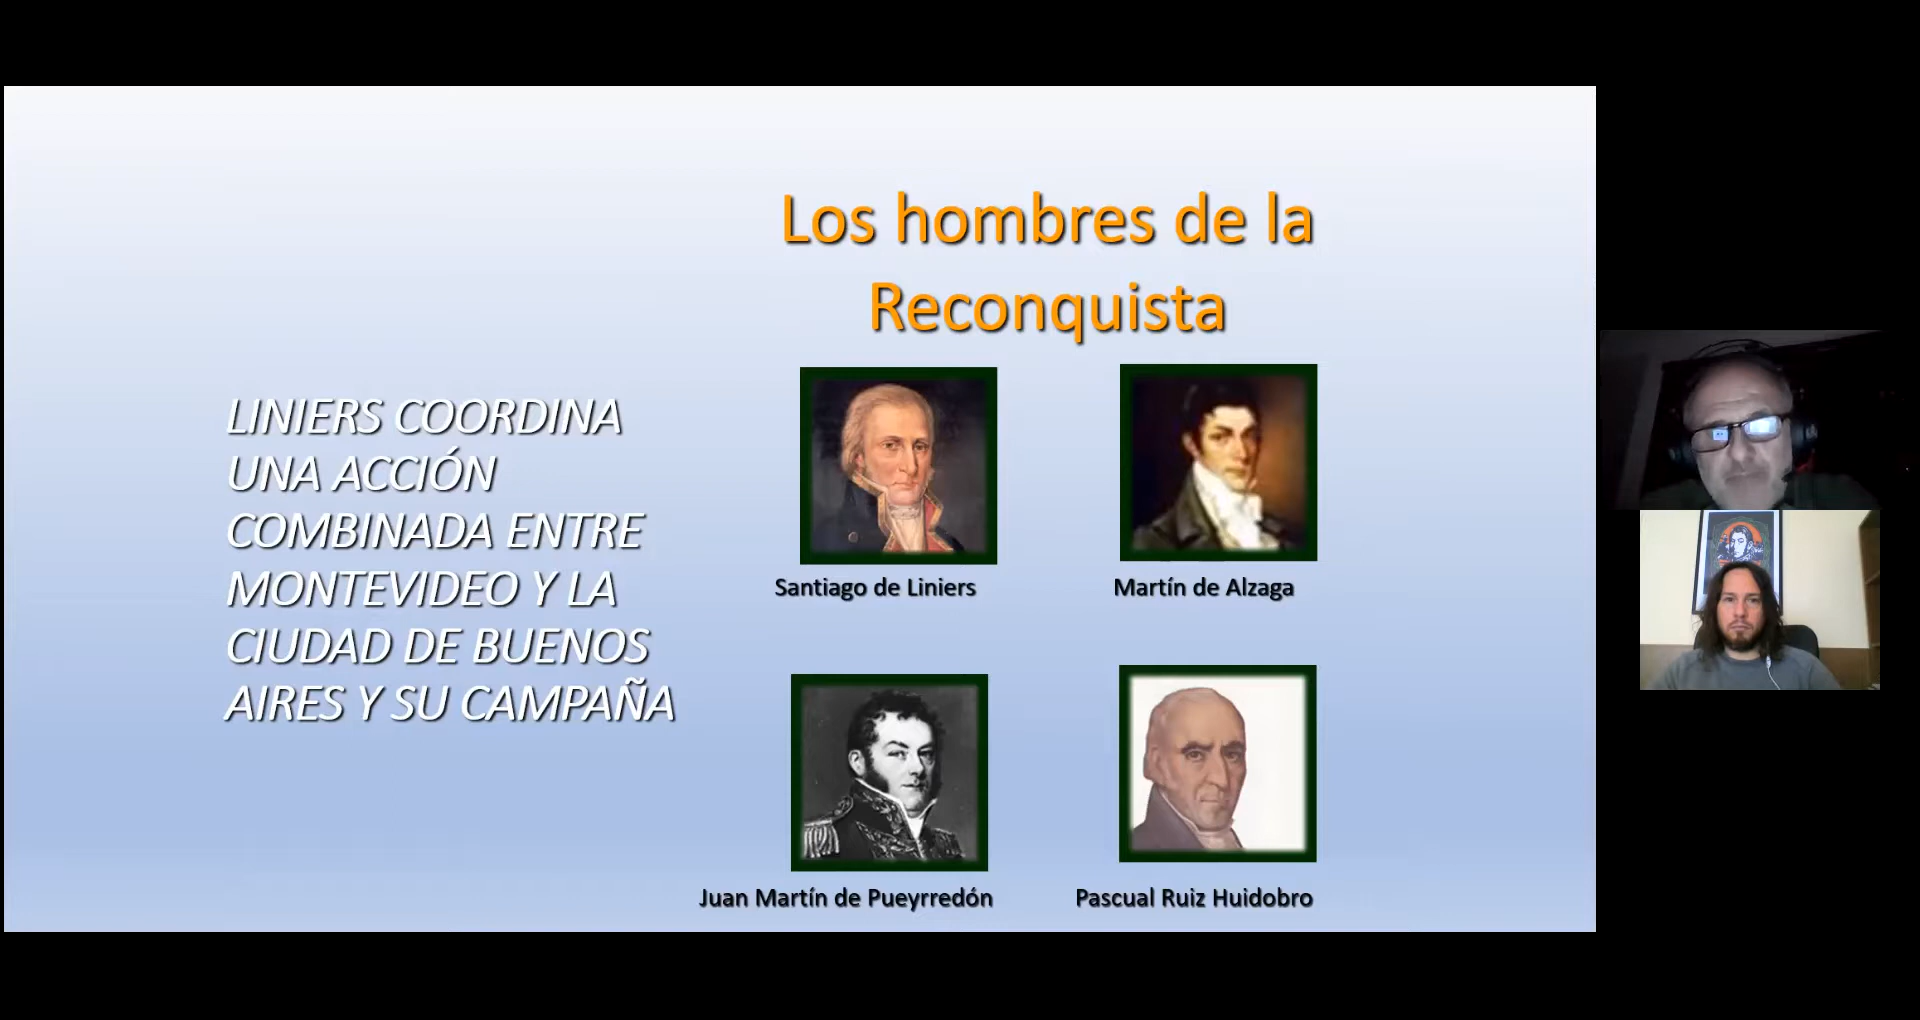 Los hombres de la
Reconquista
LINIERS COORDINA
UNA ACCIÓN
COMBINADA ENTRE
MONTEVIDEO Y LA
CIUDAD DE BUENOS
AIRES Y SU CAMPAÑA
Santiago de Liniers
Martín de Alzaga
Juan Martín de Pueyrredón
Pascual Ruiz Huidobro